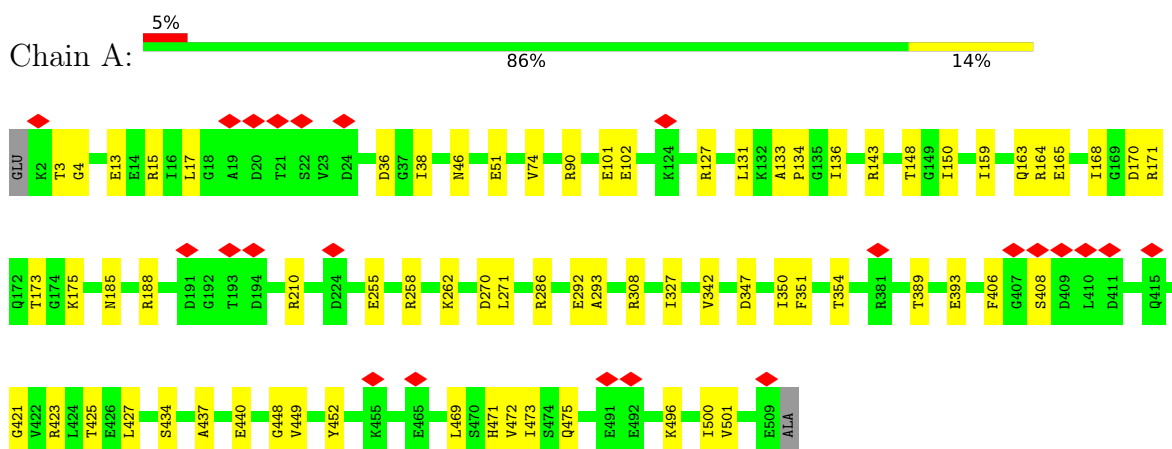 5%
Chain A:
86% 14%
GLU K2 T3 G4 E13 E14 R15 I16 L17 G18 A19 D20 T21 S22 V23 D24 D36 G37 I38 N46 E51 V74 R90 E101 E102 K124 R127 L131 K132 A133 P134 G135 I136 R143 T148 G149 I150 I159 Q163 R164 E165 I168 G169 D170 R171
Q172 T173 G174 K175 N185 R188 D191 G192 T193 D194 R210 D224 E255 R258 K262 D270 L271 R286 E292 A293 R308 I327 V342 D347 I350 F351 T354 R381 T389 E393 F406 G407 S408 D409 L410 D411 Q415
G421 V422 R423 L424 T425 E426 L427 S434 A437 E440 G448 V449 Y452 K455 E465 L469 S470 H471 V472 I473 S474 Q475 E491 E492 K496 I500 V501 E509 ALA